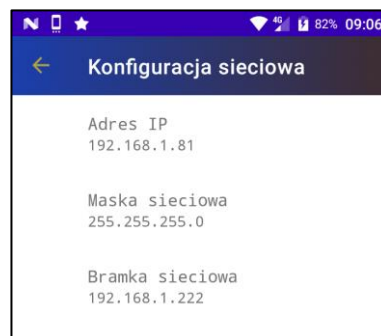 4G 82% 09:06
Konfiguracja sieciowa
Adres IP
192.168.1.81
Maska sieciowa
255.255.255.0
Bramka sieciowa
192.168.1.222